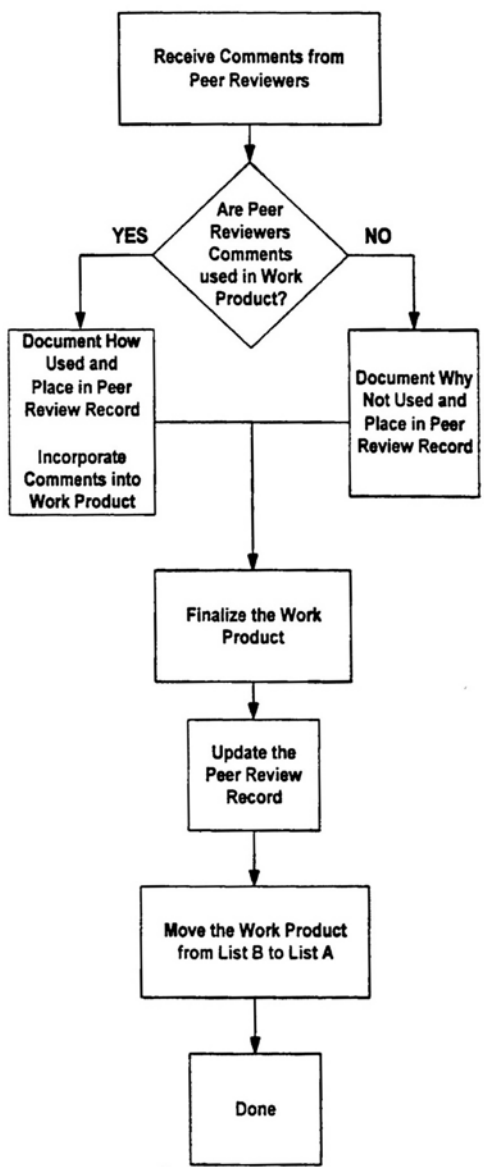 Receive Comments from
Peer Reviewers
Are Peer
Reviewers
Comments
used in Work
Product?
YES
NO
Document How
Used and
Place in Peer
Review Record
Incorporate
Comments into
Work Product
Document Why
Not Used and
Place in Peer
Review Record
Finalize the Work
Product
Update the
Peer Review
Record
Move the Work Product
from List B to List A
Done